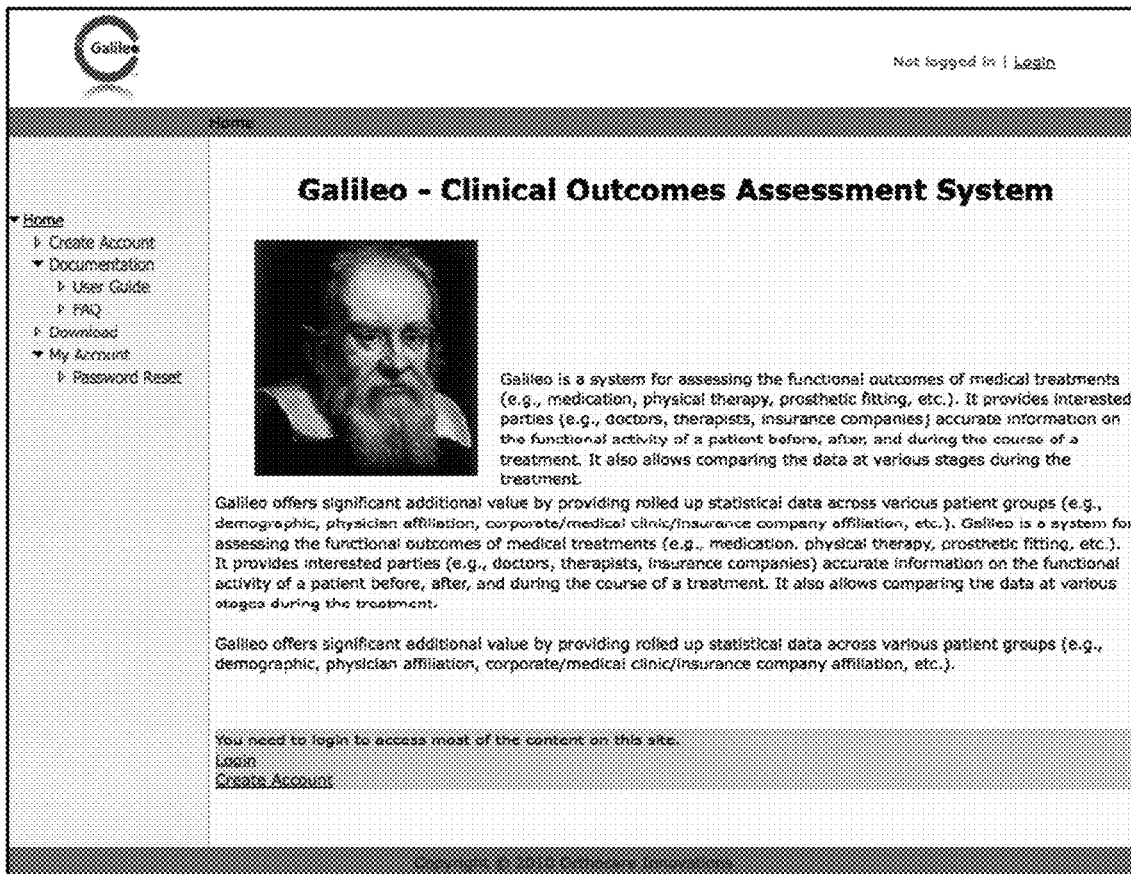 Galileo
Not logged in | Login
Home
Galileo - Clinical Outcomes Assessment System
Home
Create Account
Documentation
User Guide
FAQ
Download
My Account
Password Reset
Galileo is a system for assessing the functional outcomes of medical treatments
(e.g., medication, physical therapy, prosthetic fitting, etc.). It provides interested
parties (e.g., doctors, therapists, insurance companies) accurate information on
the functional activity of a patient before, after, and during the course of a
treatment. It also allows comparing the data at various stages during the
treatment.
Galileo offers significant additional value by providing rolled up statistical data across various patient groups (e.g.,
demographic, physician affiliation, corporate/medical clinic/insurance company affiliation, etc.). Galileo is a system for
assessing the functional outcomes of medical treatments (e.g., medication, physical therapy, prosthetic fitting, etc.).
It provides interested parties (e.g., doctors, therapists, insurance companies) accurate information on the functional
activity of a patient before, after, and during the course of a treatment. It also allows comparing the data at various
stages during the treatment.
Galileo offers significant additional value by providing rolled up statistical data across various patient groups (e.g.,
demographic, physician affiliation, corporate/medical clinic/insurance company affiliation, etc.).
You need to login to access most of the content on this site.
Login
Create Account
Copyright © 2010 Orthocare Innovations